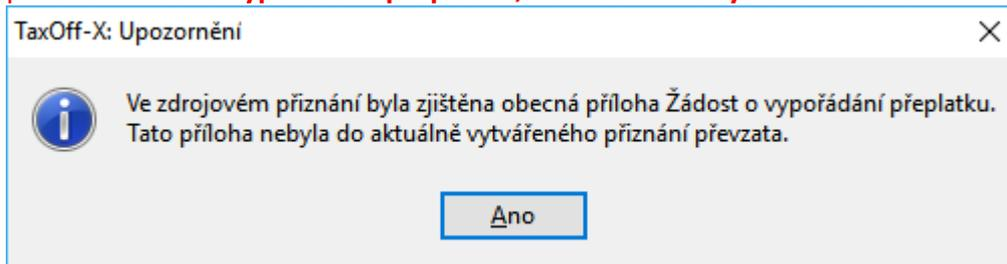 TaxOff-X: Upozornění
Ve zdrojovém přiznání byla zjištěna obecná příloha Žádost o vypořádání přeplatku.
Tato příloha nebyla do aktuálně vytvářeného přiznání převzata.
Ano